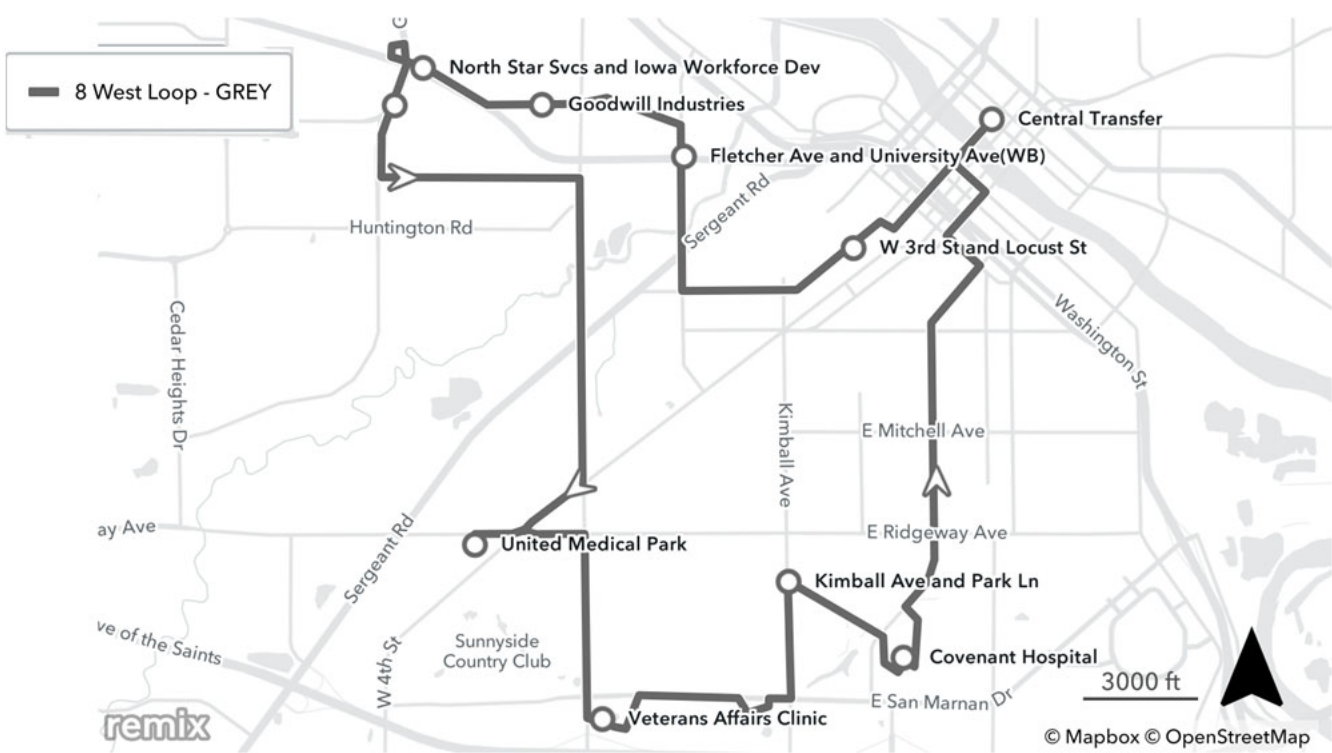 G
North Star Svcs and Iowa Workforce Dev
8 West Loop - GREY
Goodwill Industries
Central Transfer
Fletcher Ave and University Ave(WB)
Sergeant Rd
Huntington Rd
W 3rd St and Locust St
Cedar Heights Dr
Washington St
Kimball Ave
E Mitchell Ave
ay Ave
E Ridgeway Ave
United Medical Park
Sergeant Rd
Kimball Ave and Park Ln
ve of the Saints
Sunnyside
Country Club
W 4th St
Covenant Hospital
3000 ft
E San Marnan Dr
Veterans Affairs Clinic
remix
© Mapbox © OpenStreetMap